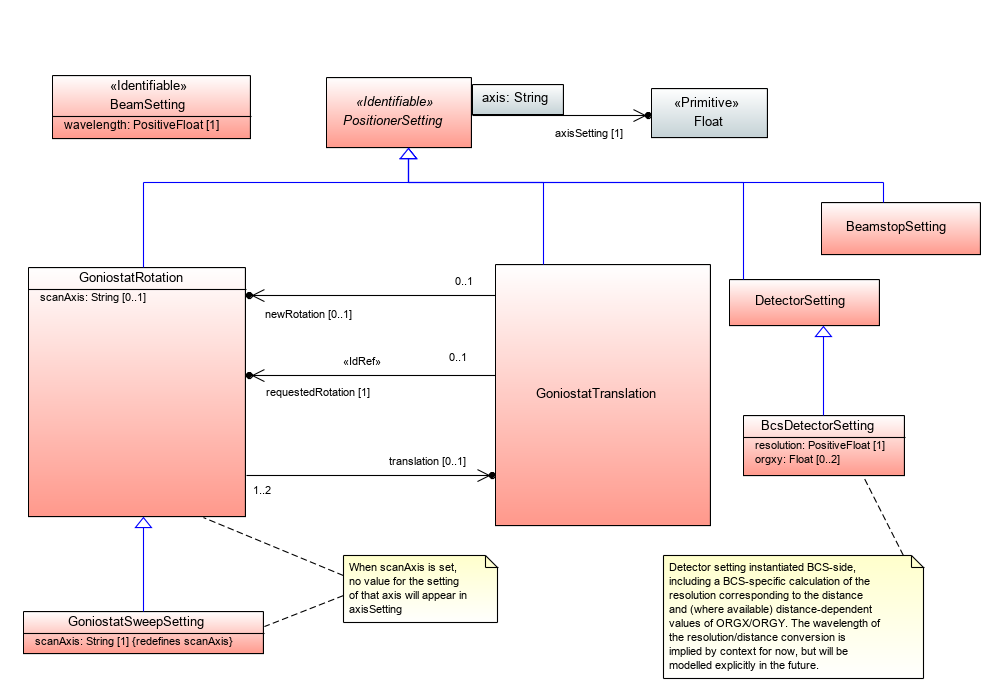 «Identifiable»
BeamSetting
wavelength: PositiveFloat [1]
«Identifiable»
PositionerSetting
axis: String
axisSetting [1]
«Primitive»
Float
BeamstopSetting
GoniostatRotation
scanAxis: String [0..1]
0..1
newRotation [0..1]
«IdRef»
0..1
requestedRotation [1]
translation [0..1]
1..2
GoniostatTranslation
DetectorSetting
BcsDetectorSetting
resolution: PositiveFloat [1]
orgxy: Float [0..2]
When scanAxis is set,
no value for the setting
of that axis will appear in
axisSetting
Detector setting instantiated BCS-side,
including a BCS-specific calculation of the
resolution corresponding to the distance
and (where available) distance-dependent
values of ORGX/ORGY. The wavelength of
the resolution/distance conversion is
implied by context for now, but will be
modelled explicitly in the future.
GoniostatSweepSetting
scanAxis: String [1] {redefines scanAxis}